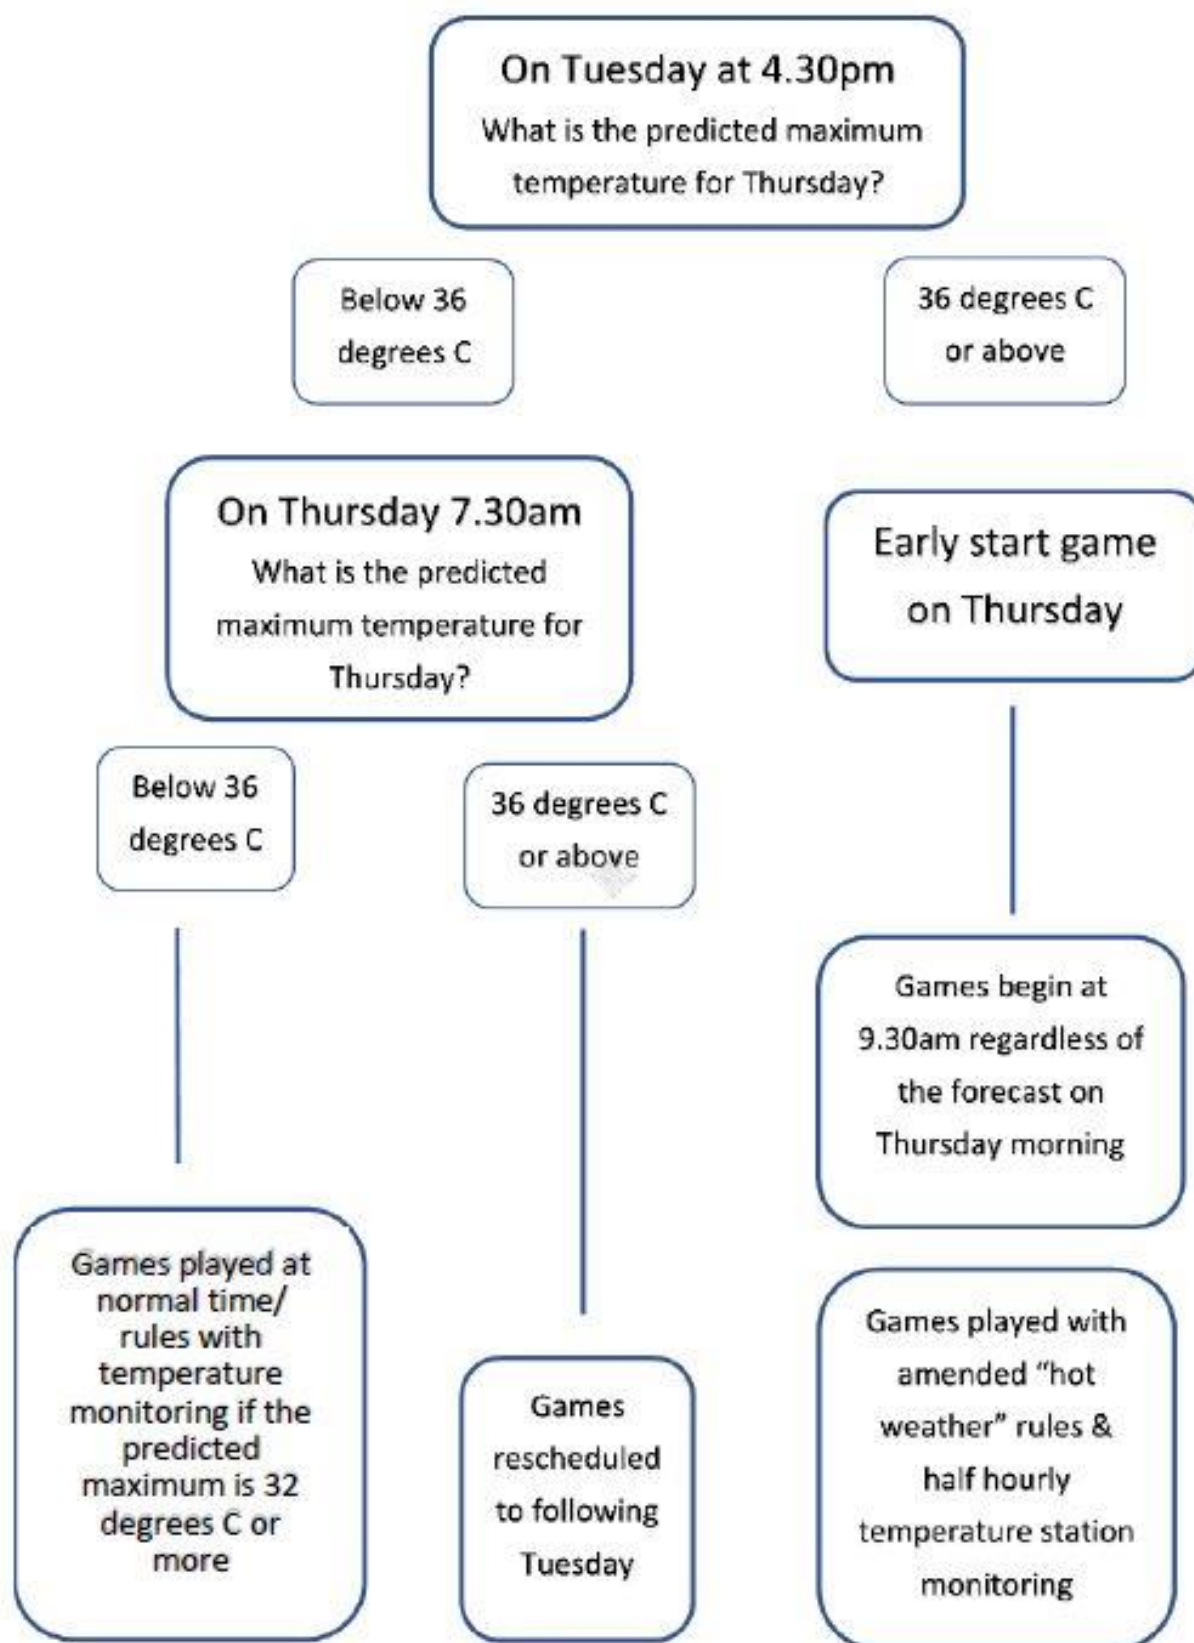 On Tuesday at 4.30pm
What is the predicted maximum
temperature for Thursday?
Below 36
degrees C
36 degrees C
or above
On Thursday 7.30am
What is the predicted
maximum temperature for
Thursday?
Early start game
on Thursday
Below 36
degrees C
36 degrees C
or above
Games begin at
9.30am regardless of
the forecast on
Thursday morning
Games played at
normal time/
rules with
temperature
monitoring if the
predicted
maximum is 32
degrees C or
more
Games
rescheduled
to following
Tuesday
Games played with
amended “hot
weather” rules &
half hourly
temperature station
monitoring